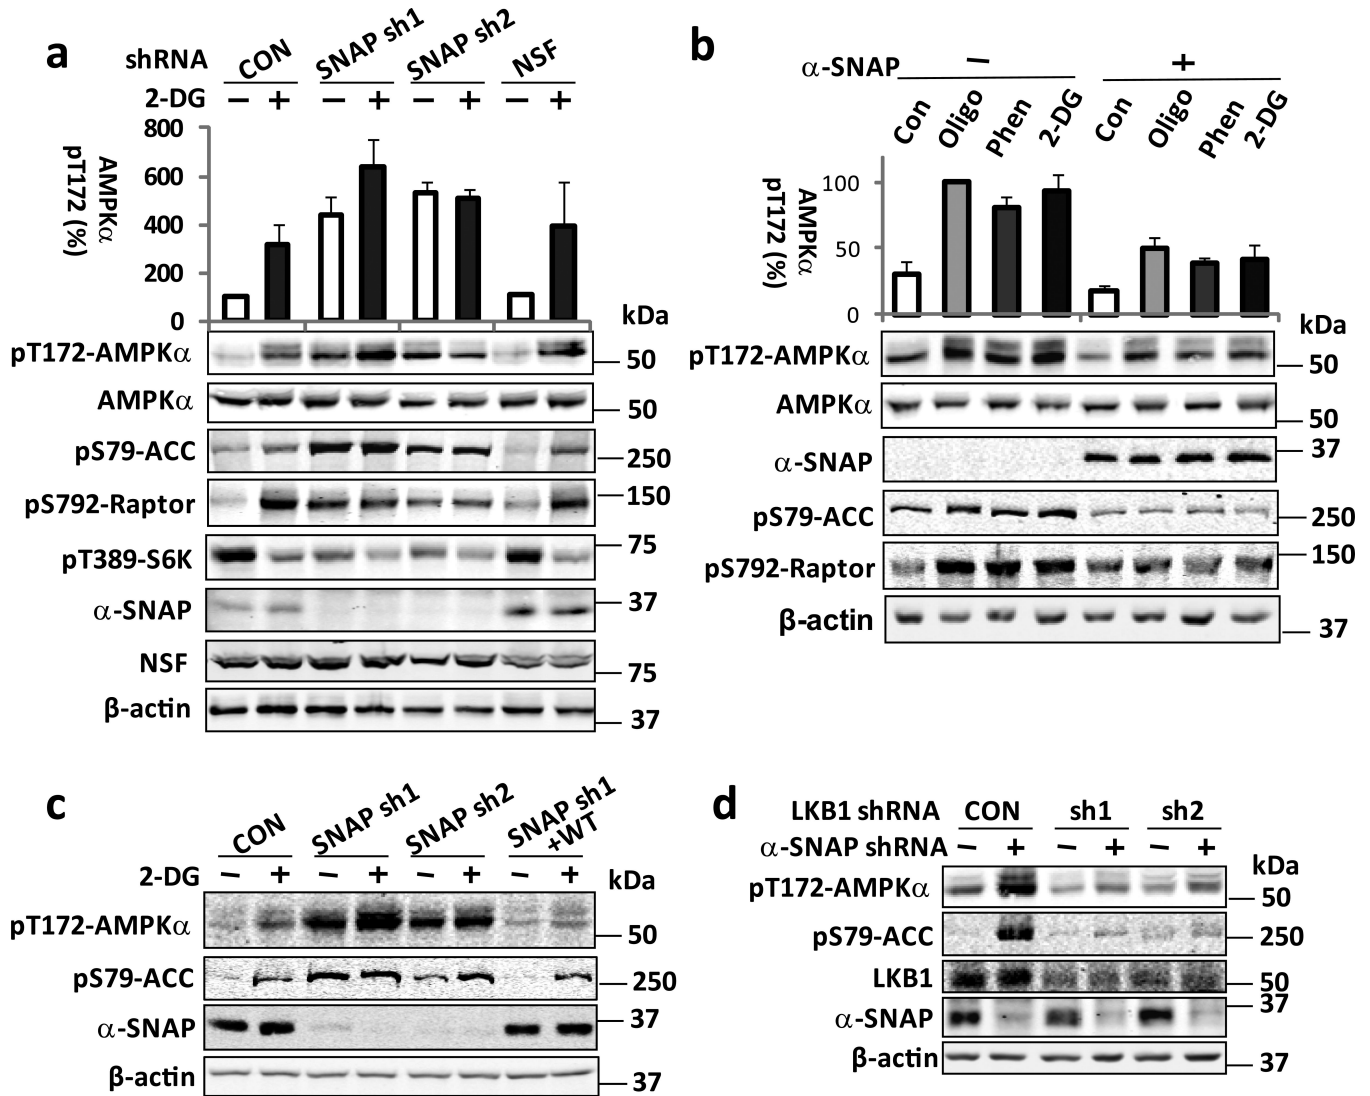 a
shRNA CON SNAP sh1 SNAP sh2 NSF
2-DG − + − + − + − +
AMPKα
pT172 (%)
800
600
400
200
0
kDa
pT172-AMPKα 50
AMPKα 50
pS79-ACC 250
pS792-Raptor 150
pT389-S6K 75
α-SNAP 37
NSF 75
β-actin 37
b
α-SNAP − +
Con Oligo Phen 2-DG Con Oligo Phen 2-DG
AMPKα
pT172 (%)
100
50
0
kDa
pT172-AMPKα 50
AMPKα 50
α-SNAP 37
pS79-ACC 250
pS792-Raptor 150
β-actin 37
c
CON SNAP sh1 SNAP sh2 SNAP sh1
+WT
2-DG − + − + − + − +
kDa
pT172-AMPKα 50
pS79-ACC 250
α-SNAP 37
β-actin 37
d
LKB1 shRNA CON sh1 sh2
α-SNAP shRNA − + − + − +
kDa
pT172-AMPKα 50
pS79-ACC 250
LKB1 50
α-SNAP 37
β-actin 37